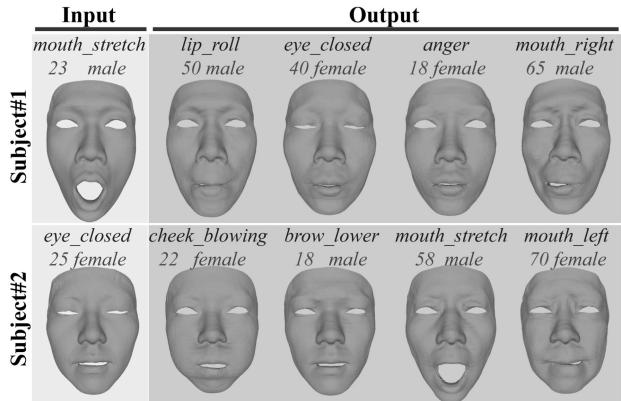 Input Output
mouth_stretch lip_roll eye_closed anger mouth_right
23 male 50 male 40 female 18 female 65 male
Subject#1
eye_closed cheek_blowing brow_lower mouth_stretch mouth_left
25 female 22 female 18 male 58 male 70 female
Subject#2